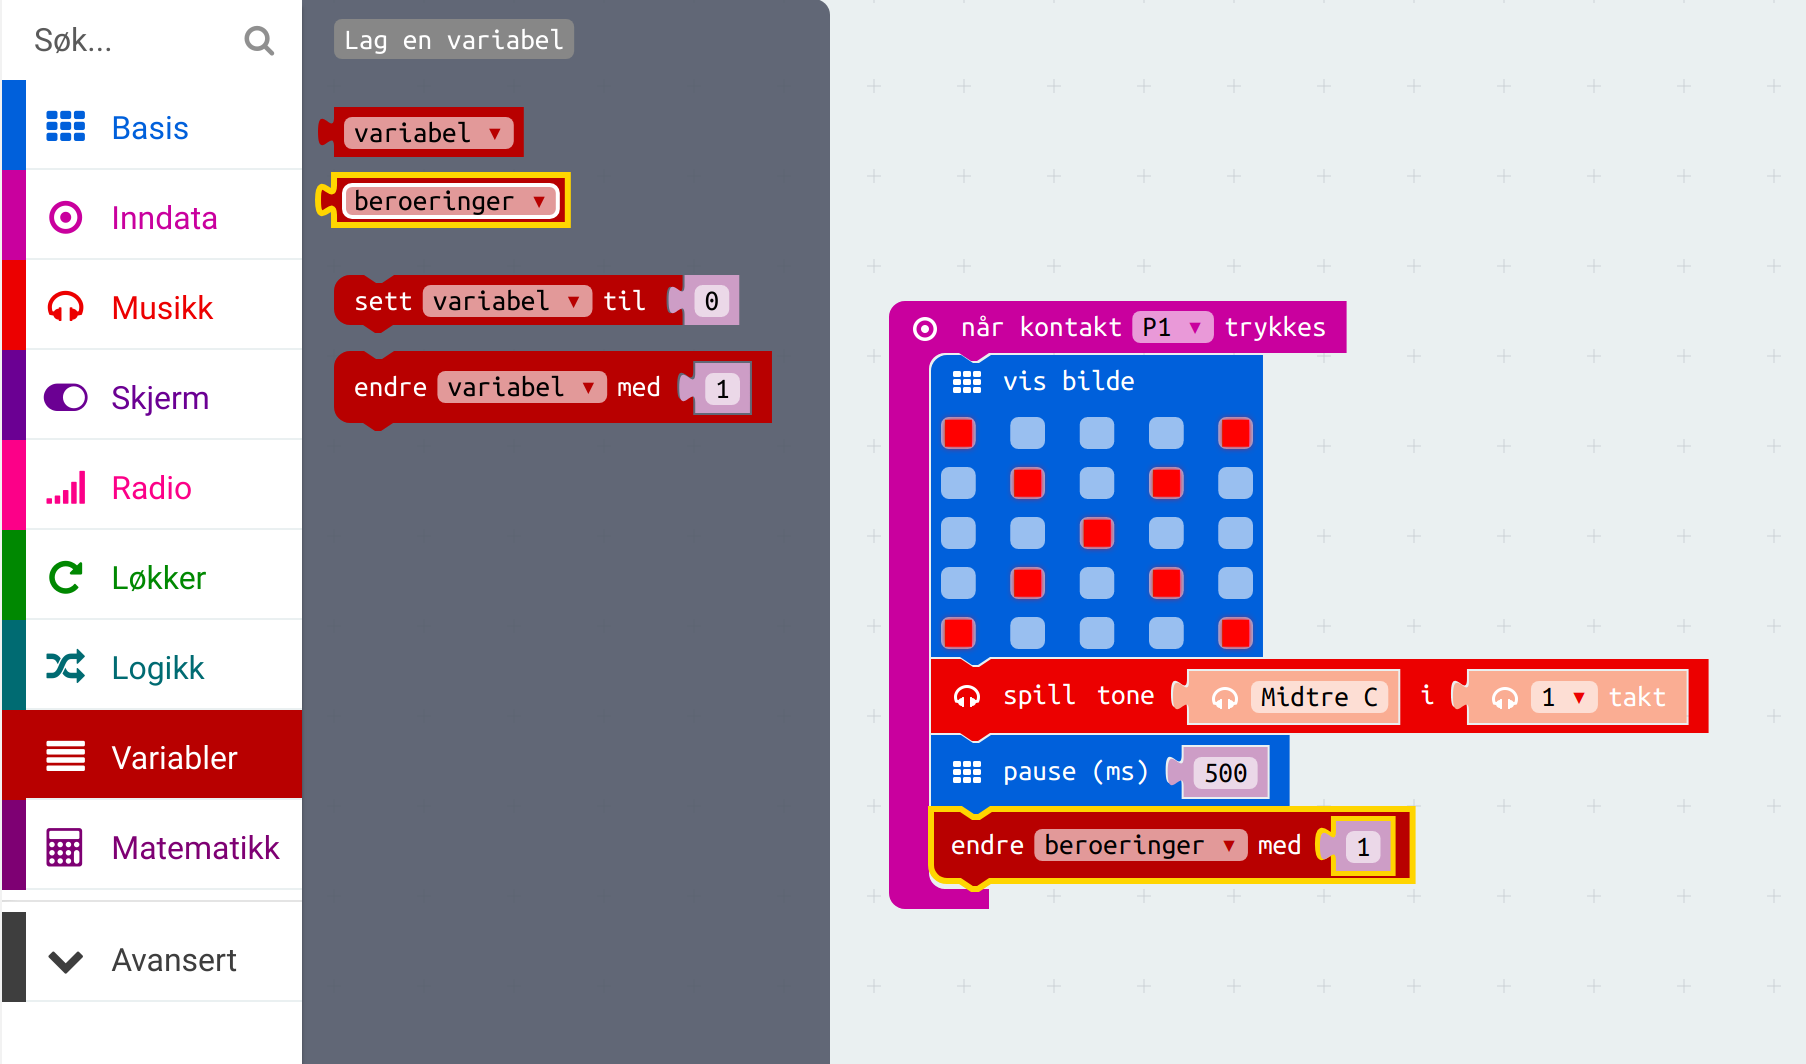 Søk...
Basis
Inndata
Musikk
Skjerm
Radio
Løkker
Logikk
Variabler
Matematikk
Avansert
Lag en variabel
variabel
beroeringer
sett variabel til 0
endre variabel med 1
når kontakt P1 trykkes
vis bilde
spill tone Midtre C i 1 takt
pause (ms) 500
endre beroeringer med 1